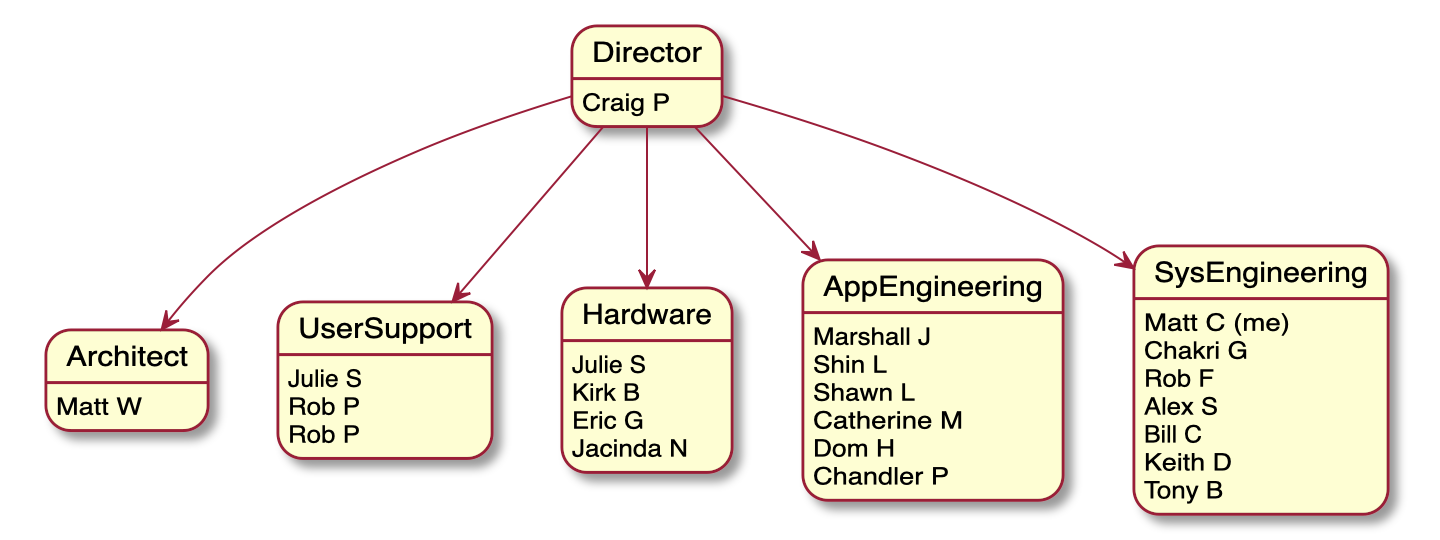 Director
Craig P
Architect
Matt W
UserSupport
Julie S
Rob P
Rob P
Hardware
Julie S
Kirk B
Eric G
Jacinda N
AppEngineering
Marshall J
Shin L
Shawn L
Catherine M
Dom H
Chandler P
SysEngineering
Matt C (me)
Chakri G
Rob F
Alex S
Bill C
Keith D
Tony B